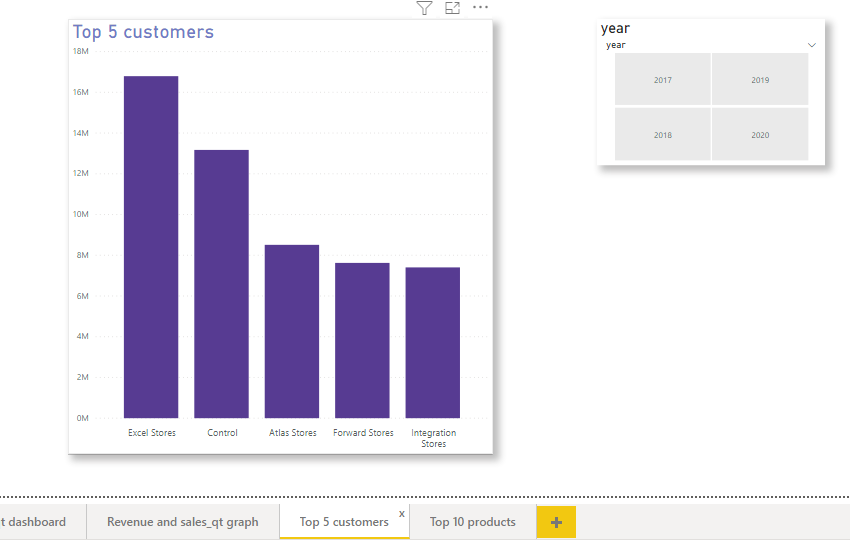 Top 5 customers
18M
16M
14M
12M
10M
8M
6M
4M
2M
0M
Excel Stores
Control
Atlas Stores
Forward Stores
Integration
Stores
year
year
2017
2019
2018
2020
t dashboard
Revenue and sales_qt graph
Top 5 customers
x
Top 10 products
+